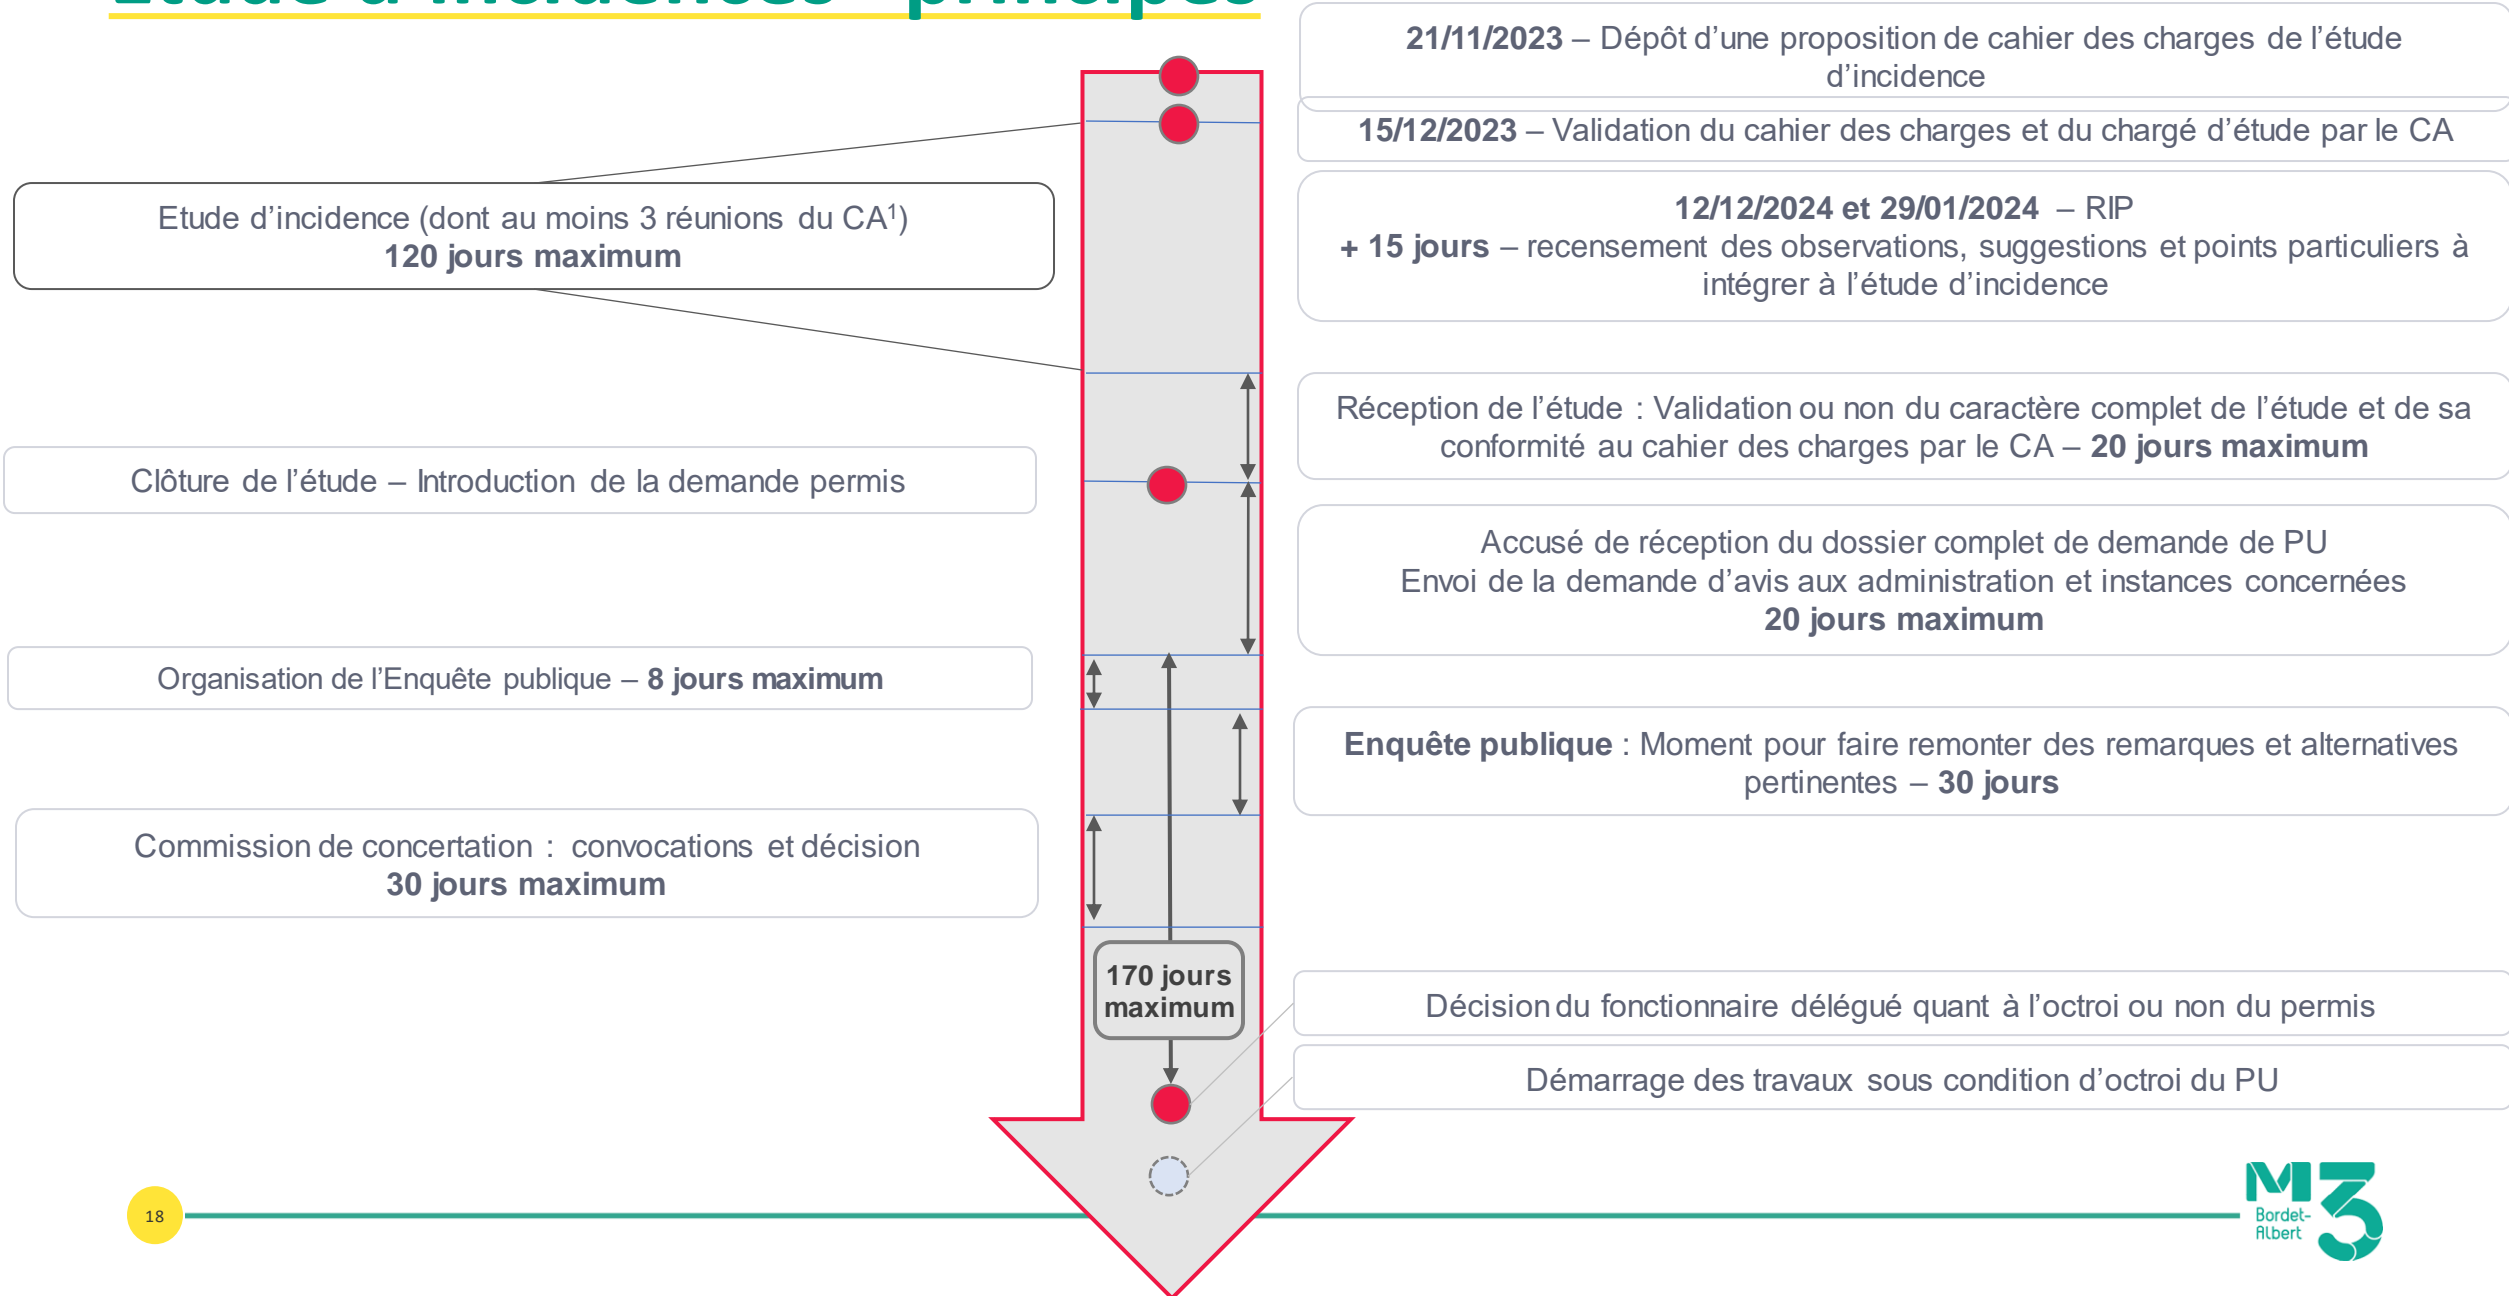 Etude d'incidences - principes
21/11/2023 – Dépôt d’une proposition de cahier des charges de l’étude
d’incidence
15/12/2023 – Validation du cahier des charges et du chargé d’étude par le CA
Etude d’incidence (dont au moins 3 réunions du CA¹)
120 jours maximum
12/12/2024 et 29/01/2024 – RIP
+ 15 jours – recensement des observations, suggestions et points particuliers à
intégrer à l’étude d’incidence
Réception de l’étude : Validation ou non du caractère complet de l’étude et de sa
conformité au cahier des charges par le CA – 20 jours maximum
Clôture de l’étude – Introduction de la demande permis
Accusé de réception du dossier complet de demande de PU
Envoi de la demande d’avis aux administration et instances concernées
20 jours maximum
Organisation de l’Enquête publique – 8 jours maximum
Enquête publique : Moment pour faire remonter des remarques et alternatives
pertinentes – 30 jours
Commission de concertation : convocations et décision
30 jours maximum
170 jours
maximum
Décision du fonctionnaire délégué quant à l’octroi ou non du permis
Démarrage des travaux sous condition d’octroi du PU
18
M3
Bordet-
Albert